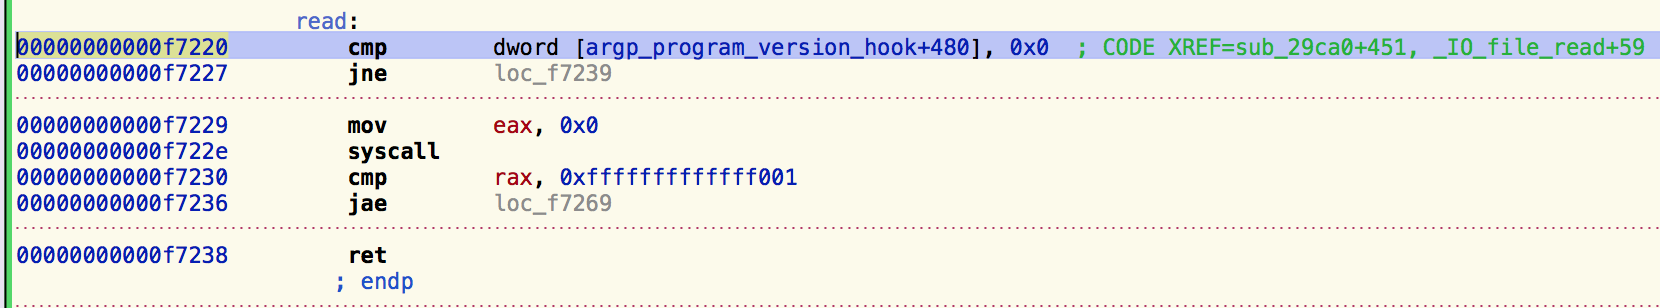 read:
00000000000f7220 cmp dword [argp_program_version_hook+480], 0x0 ; CODE XREF=sub_29ca0+451, _IO_file_read+59
00000000000f7227 jne loc_f7239
00000000000f7229 mov eax, 0x0
00000000000f722e syscall
00000000000f7230 cmp rax, 0xfffffffffffff001
00000000000f7236 jae loc_f7269
00000000000f7238 ret
; endp